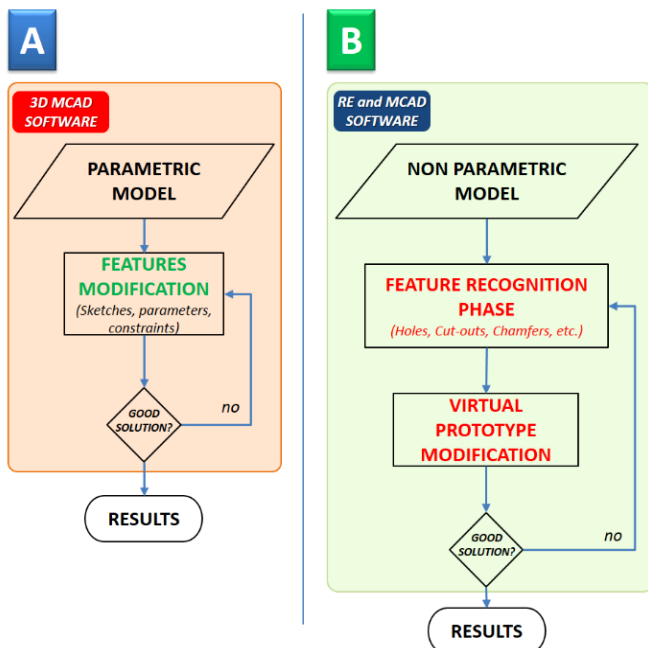 A
3D MCAD
SOFTWARE
PARAMETRIC
MODEL
FEATURES
MODIFICATION
(Sketches, parameters,
constraints)
GOOD
SOLUTION?
no
RESULTS
B
RE and MCAD
SOFTWARE
NON PARAMETRIC
MODEL
FEATURE RECOGNITION
PHASE
(Holes, Cut-outs, Chamfers, etc.)
VIRTUAL
PROTOTYPE
MODIFICATION
GOOD
SOLUTION?
no
RESULTS